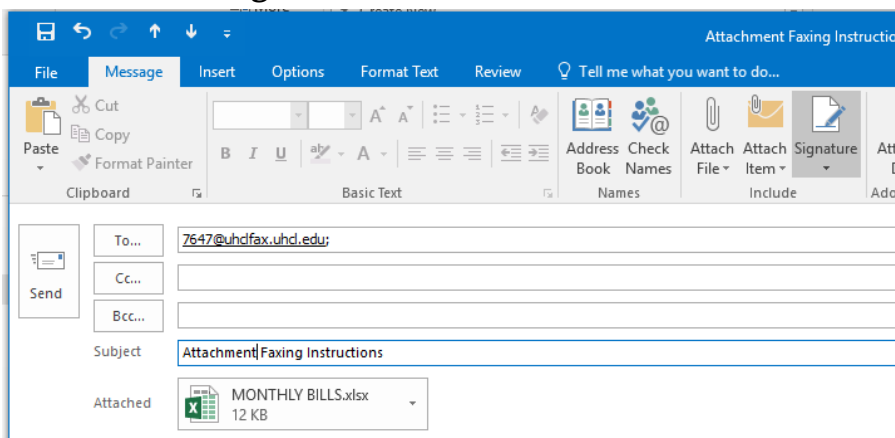 Attachment Faxing Instructio
File Message Insert Options Format Text Review Tell me what you want to do...
Cut
Copy
Format Painter
Paste
Clipboard
B I U
Basic Text
Address Book
Check Names
Names
Attach File
Attach Item
Signature
Include
Att
Ado
Send
To... 7647@uhclfax.uhcl.edu;
Cc...
Bcc...
Subject Attachment Faxing Instructions
Attached MONTHLY BILLS.xlsx
12 KB